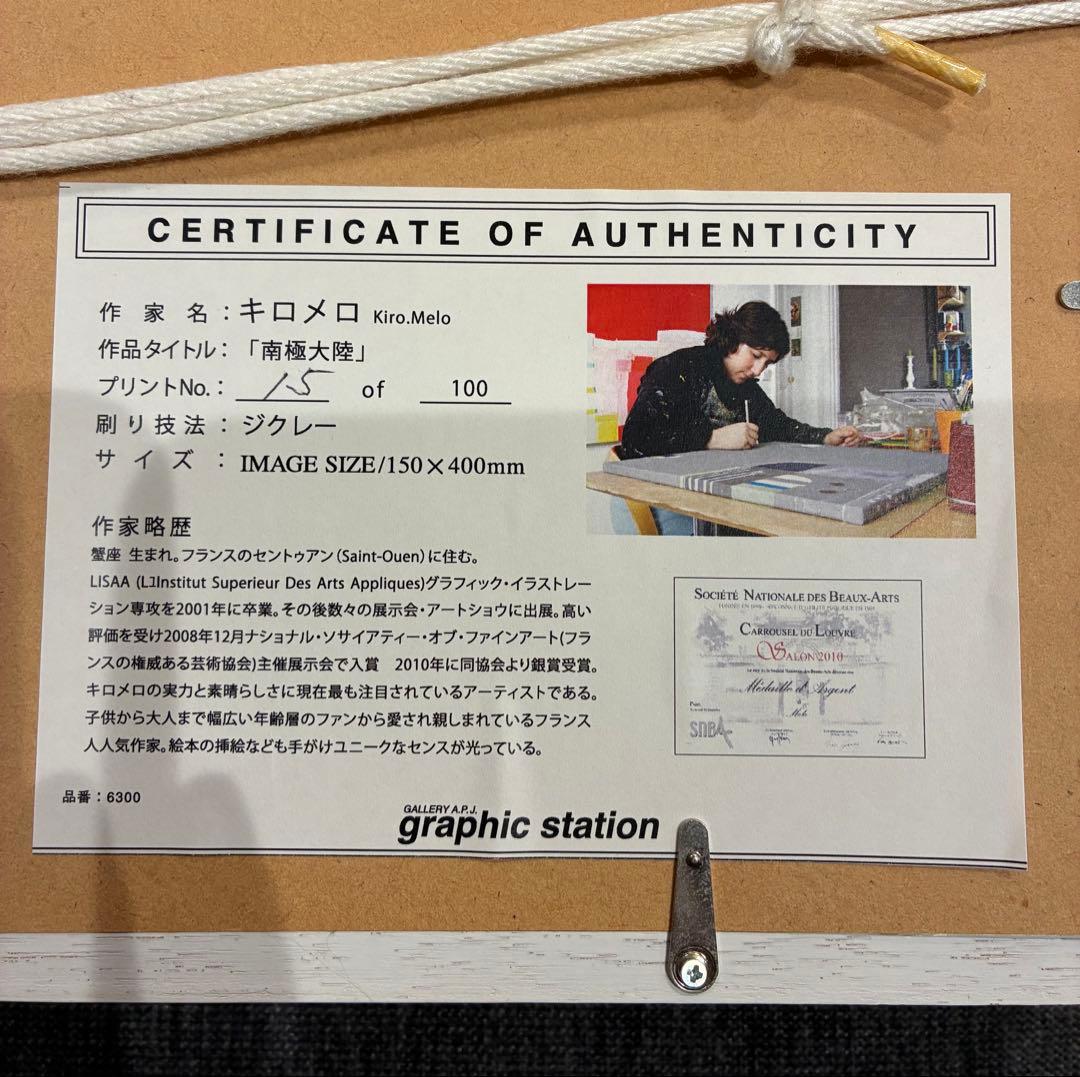 CERTIFICATE OF AUTHENTICITY
作家名：キロメロ Kiro.Melo
作品タイトル：「南極大陸」
プリントNo.： 15 of 100
刷り技法：ジクレー
サイズ：IMAGE SIZE/150×400mm
作家略歴
蟹座 生まれ。フランスのセントゥアン（Saint-Ouen）に住む。
LISAA (LユInstitut Superieur Des Arts Appliques)グラフィック・イラストレー
ション専攻を2001年に卒業。その後数々の展示会・アートショウに出展。高い
評価を受け2008年12月ナショナル・ソサイアティー・オブ・ファインアート(フラ
ンスの権威ある芸術協会)主催展示会で入賞　2010年に同協会より銀賞受賞。
キロメロの実力と素晴らしさに現在最も注目されているアーティストである。
子供から大人まで幅広い年齢層のファンから愛され親しまれているフランス
人人気作家。絵本の挿絵なども手がけユニークなセンスが光っている。
SOCIÉTÉ NATIONALE DES BEAUX-ARTS
CARROUSEL DU LOUVRE
SALON 2010
Médaille d'Argent
à
Melo
SNBA
品番：6300
GALLERY A.P.J.
graphic station